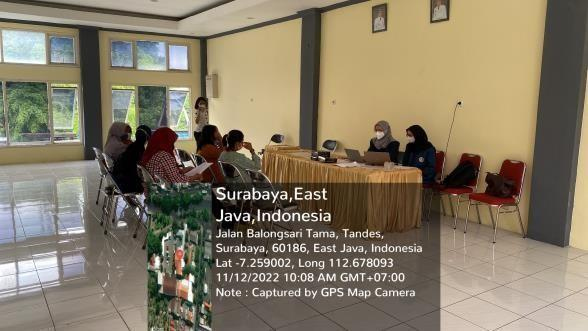 Surabaya,East
Java,Indonesia
Jalan Balongsari Tama, Tandes,
Surabaya, 60186, East Java, Indonesia
Lat -7.259002, Long 112.678093
11/12/2022 10:08 AM GMT+07:00
Note : Captured by GPS Map Camera